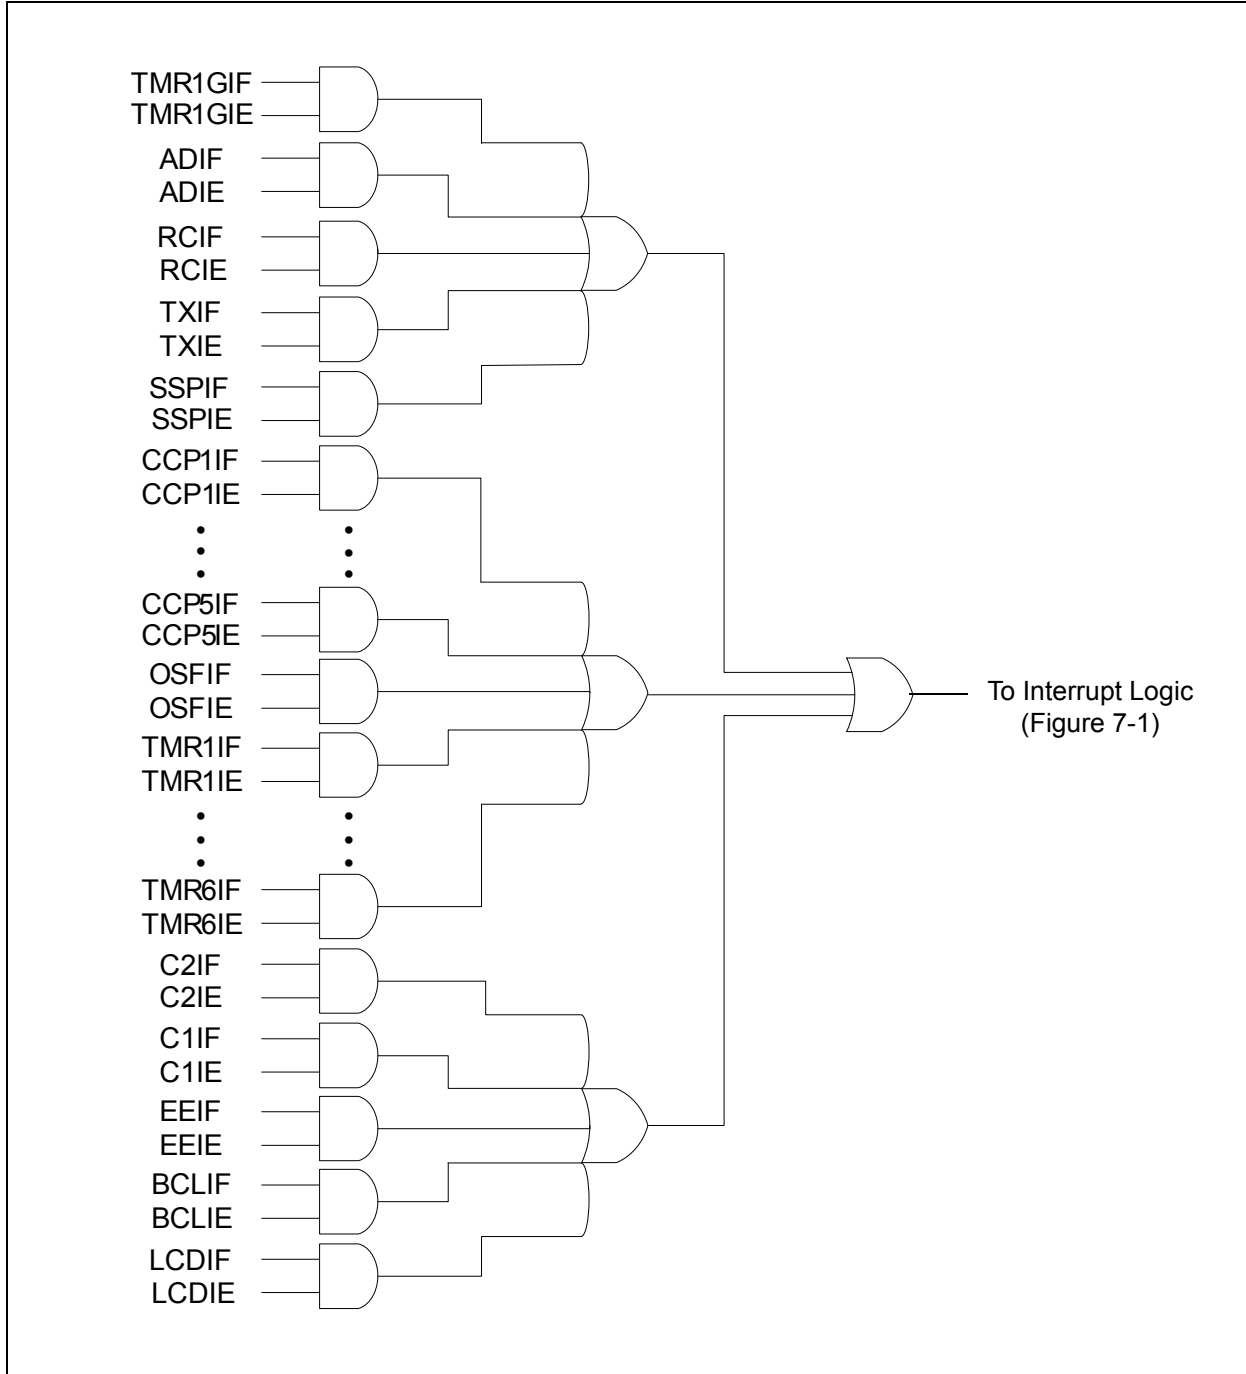 TMR1GIF
TMR1GIE
ADIF
ADIE
RCIF
RCIE
TXIF
TXIE
SSPIF
SSPIE
CCP1IF
CCP1IE
CCP5IF
CCP5IE
OSFIF
OSFIE
TMR1IF
TMR1IE
TMR6IF
TMR6IE
C2IF
C2IE
C1IF
C1IE
EEIF
EEIE
BCLIF
BCLIE
LCDIF
LCDIE
To Interrupt Logic
(Figure 7-1)